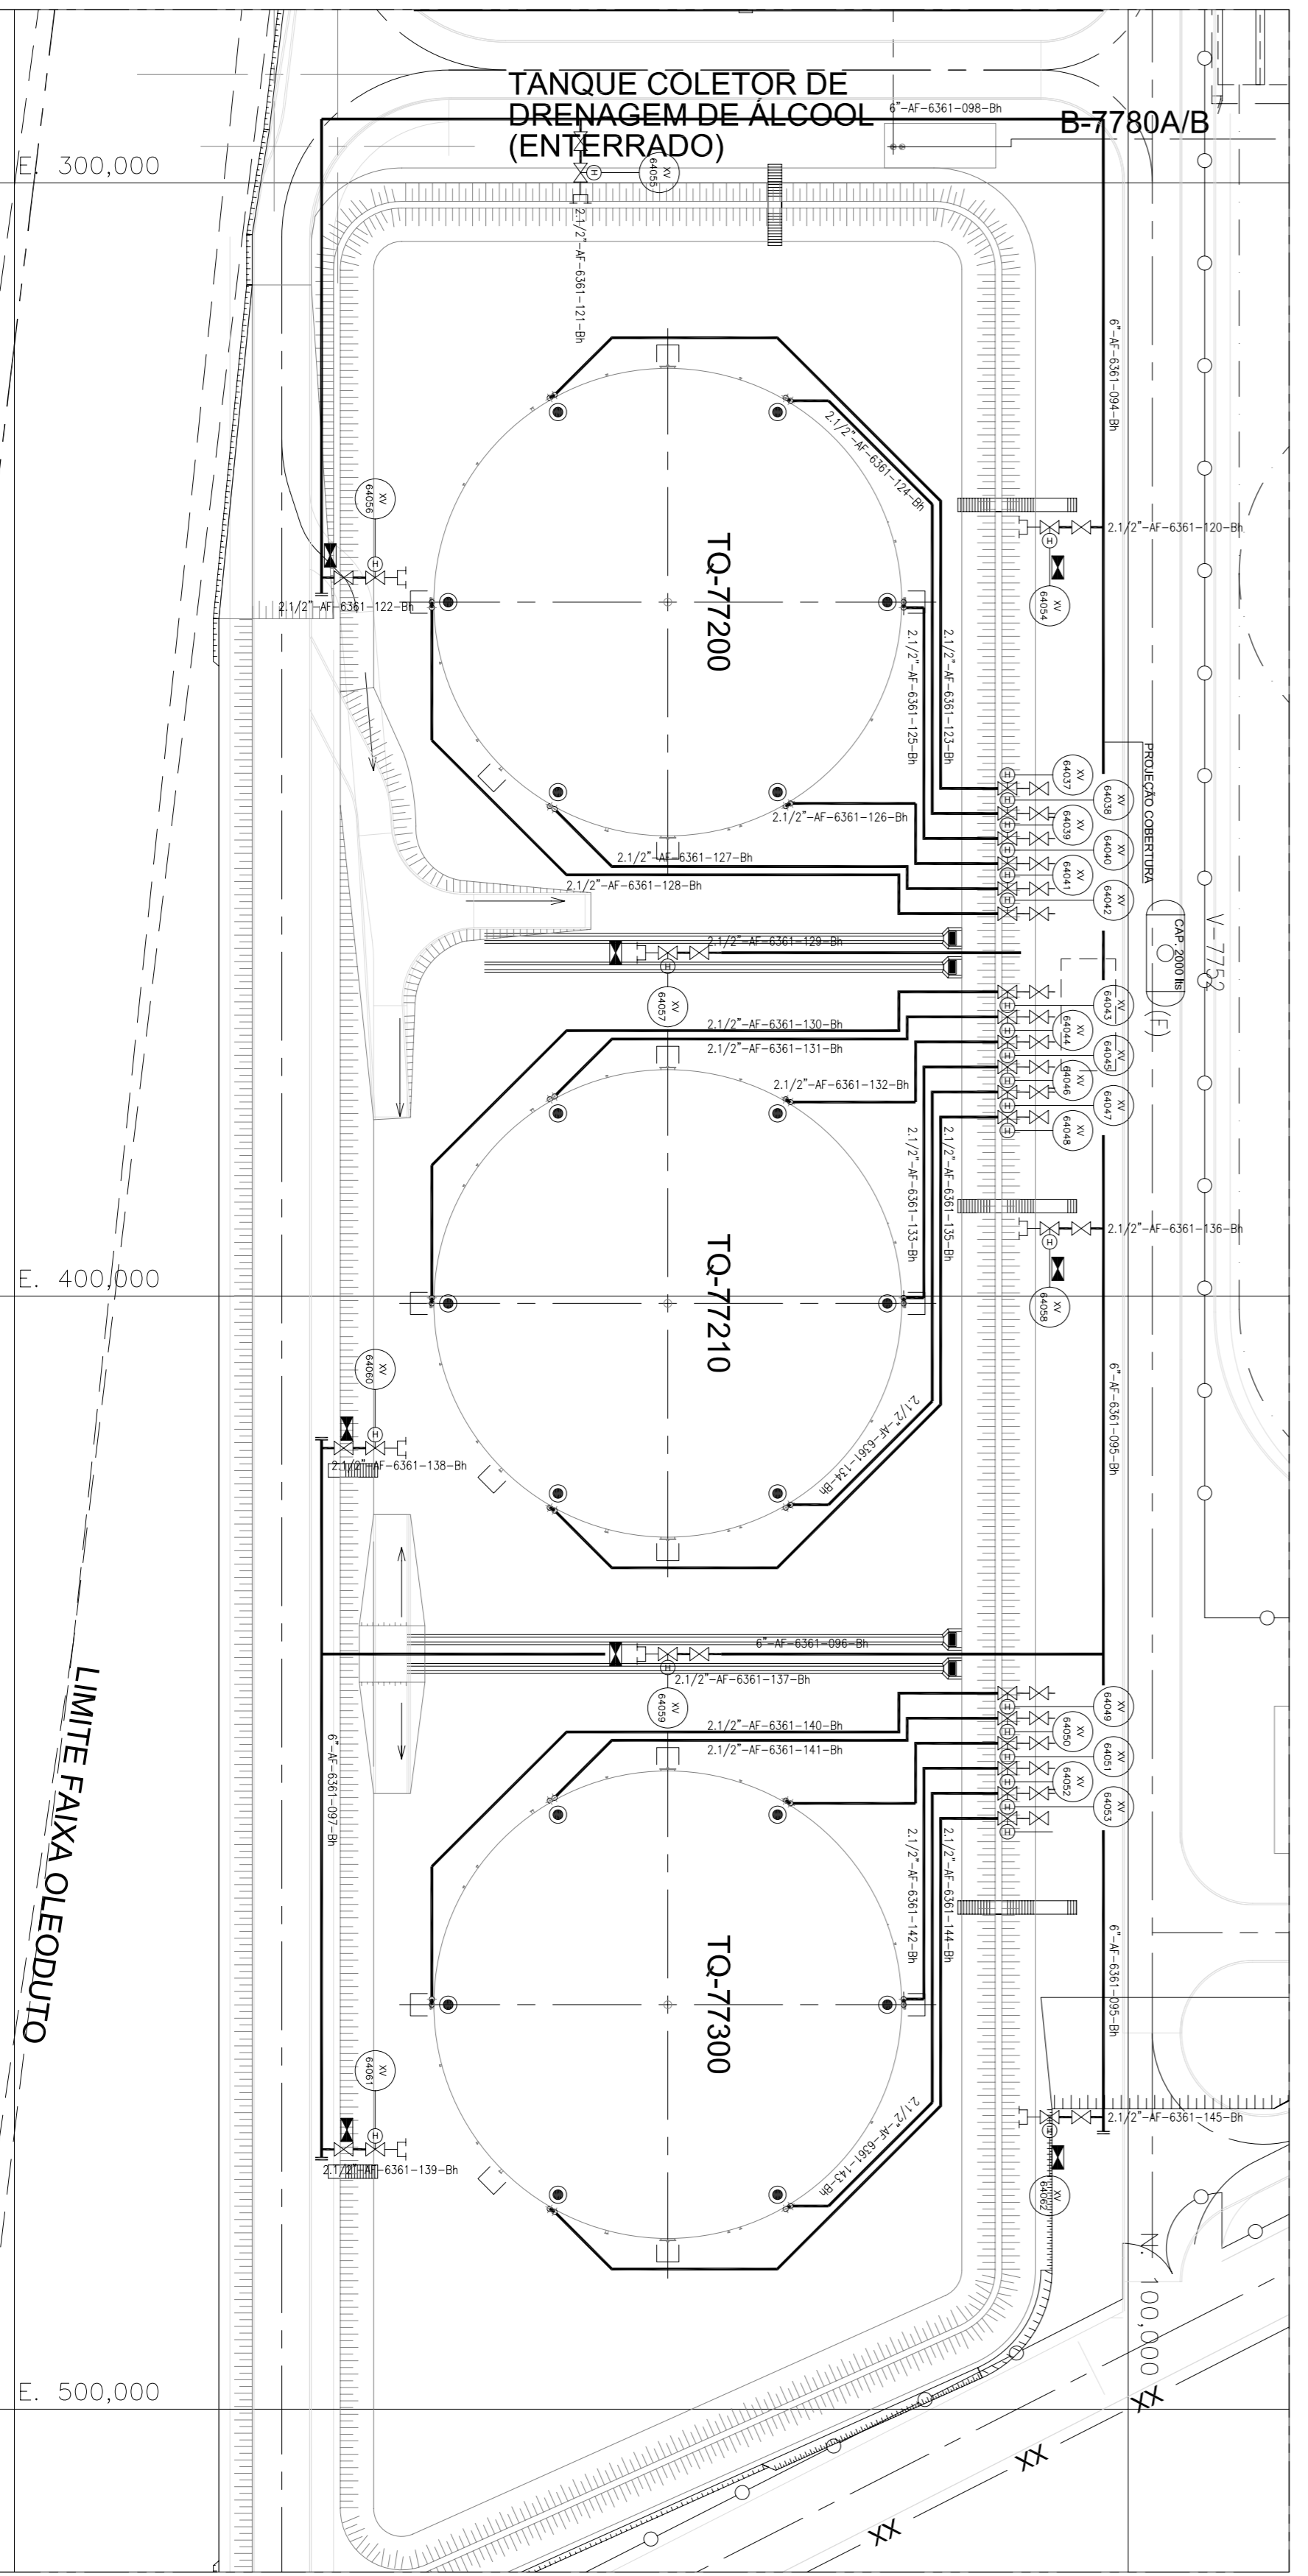 TANQUE COLETOR DE
DRENAGEM DE ÁLCOOL
(ENTERRADO)
6"-AF-6361-098-Bh
B-7780A/B
E. 300,000
XV
64055
2.1/2"-AF-6361-121-Bh
6"-AF-6361-094-Bh
2.1/2"-AF-6361-124-Bh
XV
64056
2.1/2"-AF-6361-120-Bh
XV
64054
TQ-77200
2.1/2"-AF-6361-122-Bh
2.1/2"-AF-6361-125-Bh
2.1/2"-AF-6361-123-Bh
PROJEÇÃO COBERTURA
XV
64037
XV
64038
XV
64039
XV
64040
XV
64041
XV
64042
2.1/2"-AF-6361-126-Bh
2.1/2"-AF-6361-127-Bh
2.1/2"-AF-6361-128-Bh
V-7752
CAP. 2000 lts
(F)
2.1/2"-AF-6361-129-Bh
XV
64057
XV
64043
XV
64044
XV
64045
XV
64046
XV
64047
XV
64048
2.1/2"-AF-6361-130-Bh
2.1/2"-AF-6361-131-Bh
2.1/2"-AF-6361-132-Bh
2.1/2"-AF-6361-133-Bh
2.1/2"-AF-6361-135-Bh
2.1/2"-AF-6361-136-Bh
XV
64058
E. 400,000
TQ-77210
XV
64060
6"-AF-6361-095-Bh
2.1/2"-AF-6361-134-Bh
2.1/2"-AF-6361-138-Bh
6"-AF-6361-096-Bh
2.1/2"-AF-6361-137-Bh
XV
64059
XV
64049
XV
64050
XV
64051
XV
64052
XV
64053
2.1/2"-AF-6361-140-Bh
2.1/2"-AF-6361-141-Bh
6"-AF-6361-097-Bh
LIMITE FAIXA OLEODUTO
2.1/2"-AF-6361-142-Bh
2.1/2"-AF-6361-144-Bh
6"-AF-6361-095-Bh
TQ-77300
XV
64061
2.1/2"-AF-6361-143-Bh
2.1/2"-AF-6361-145-Bh
2.1/2"-AF-6361-139-Bh
XV
64062
N. 100,000
E. 500,000
XX
XX
XX